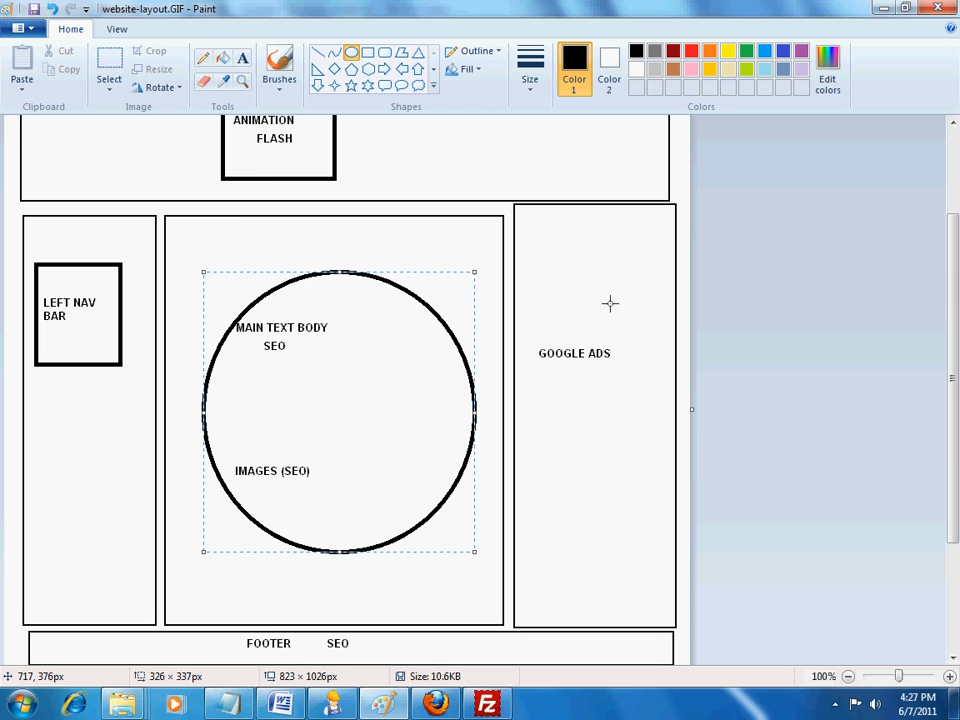 website-layout.GIF - Paint
Home
View
Paste
Cut
Copy
Clipboard
Select
Crop
Resize
Rotate
Image
A
Tools
Brushes
Shapes
Outline
Fill
Size
Color 1
Color 2
Edit colors
Colors
ANIMATION
FLASH
LEFT NAV
BAR
MAIN TEXT BODY
SEO
IMAGES (SEO)
GOOGLE ADS
FOOTER SEO
717, 376px
326 × 337px
823 × 1026px
Size: 10.6KB
100%
4:27 PM
6/7/2011